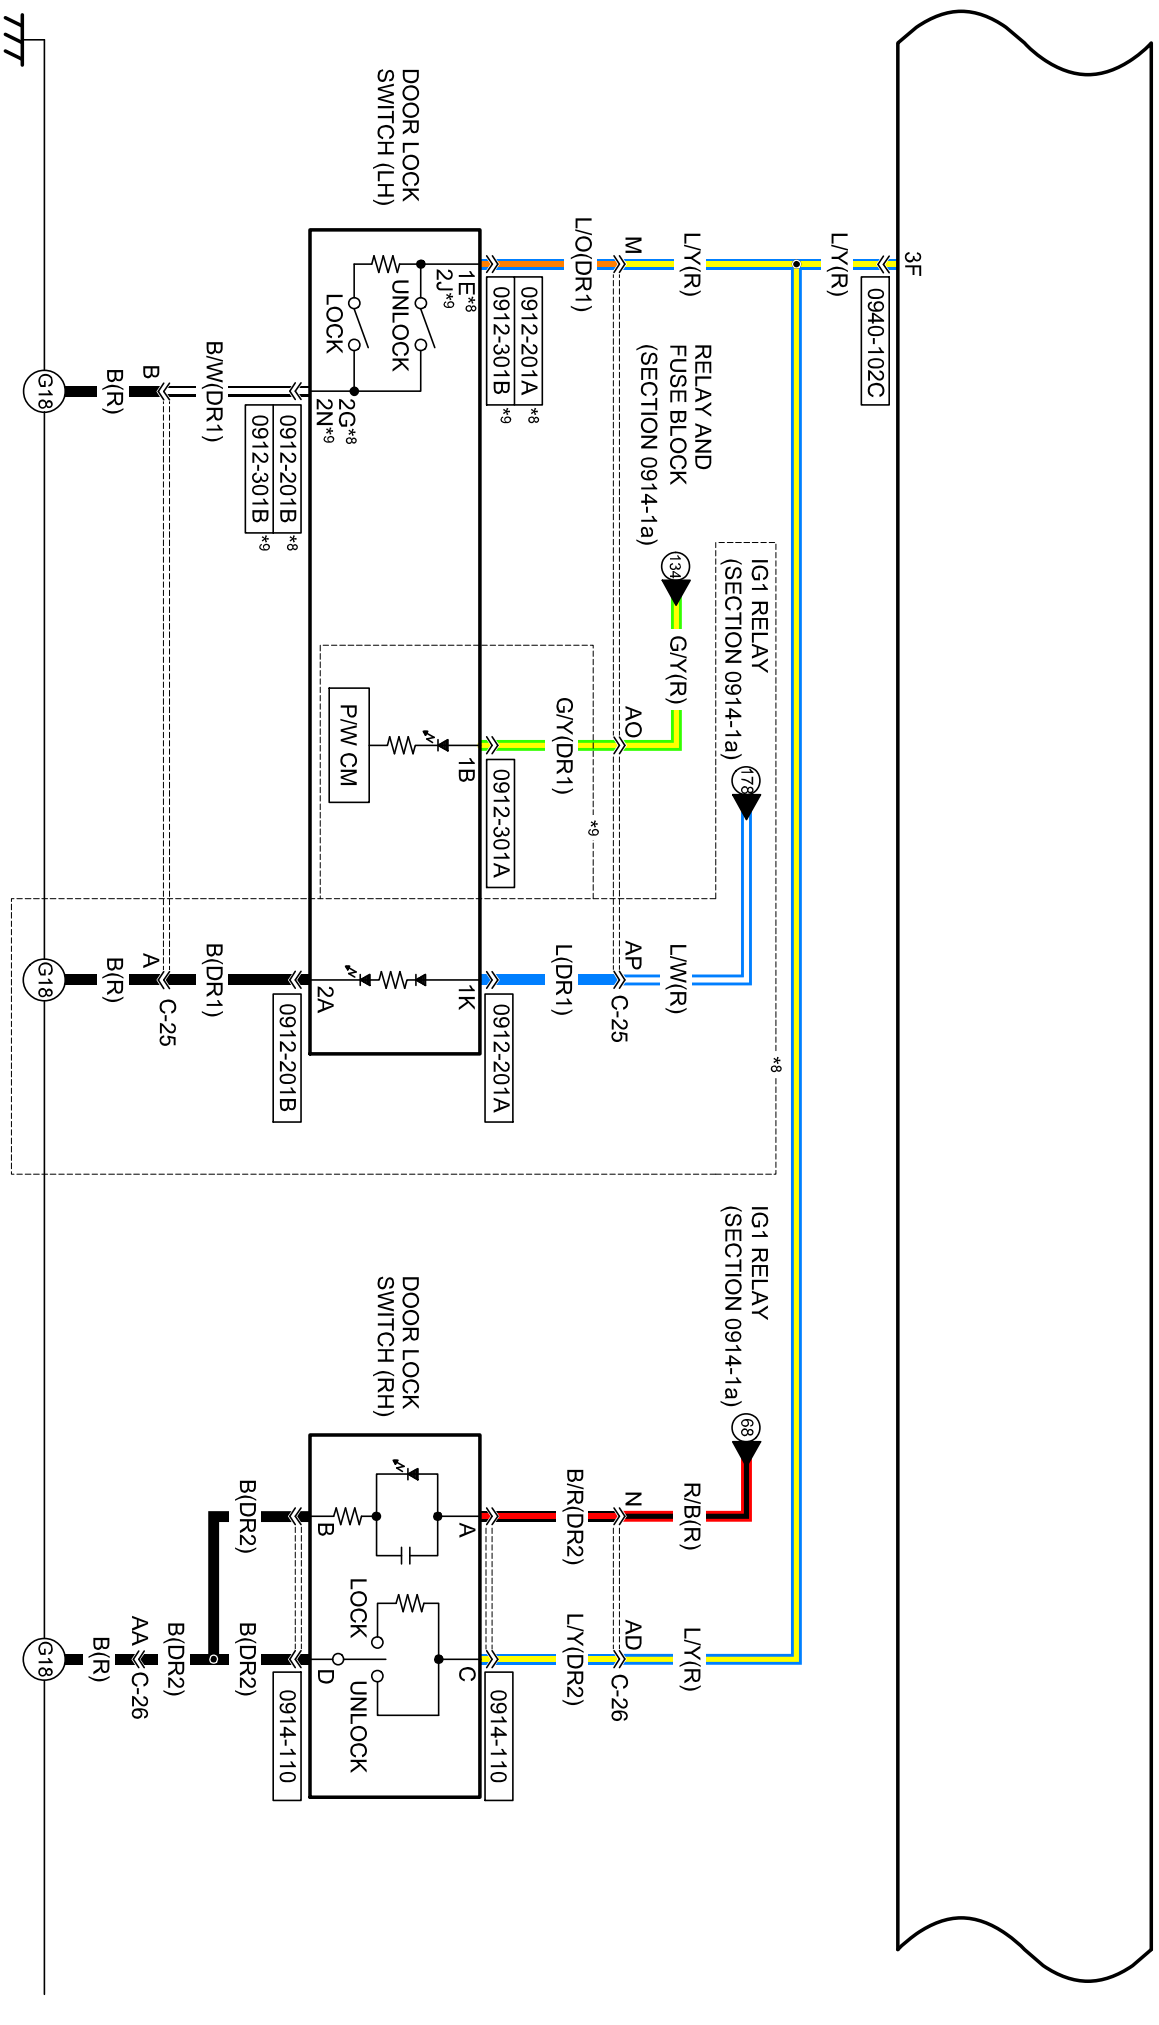 3F
0940-102C
L/Y(R)
L/Y(R)
M
L/O(DR1)
0912-201A *8
0912-301B *9
1E*8
2J*9
DOOR LOCK
SWITCH (LH)
UNLOCK
LOCK
2G*8
2N*9
0912-201B *8
0912-301B *9
B/W(DR1)
B
B(R)
G18
RELAY AND
FUSE BLOCK
(SECTION 0914-1a)
134
G/Y(R)
AO
G/Y(DR1)
*9
0912-301A
1B
P/W CM
IG1 RELAY
(SECTION 0914-1a)
178
*8
L/W(R)
AP
C-25
L(DR1)
0912-201A
1K
2A
0912-201B
B(DR1)
A
C-25
B(R)
G18
IG1 RELAY
(SECTION 0914-1a)
68
R/B(R)
N
B/R(DR2)
L/Y(R)
AD
C-26
L/Y(DR2)
0914-110
DOOR LOCK
SWITCH (RH)
A
C
LOCK
UNLOCK
B
D
0914-110
B(DR2)
B(DR2)
B(DR2)
AA
C-26
B(R)
G18